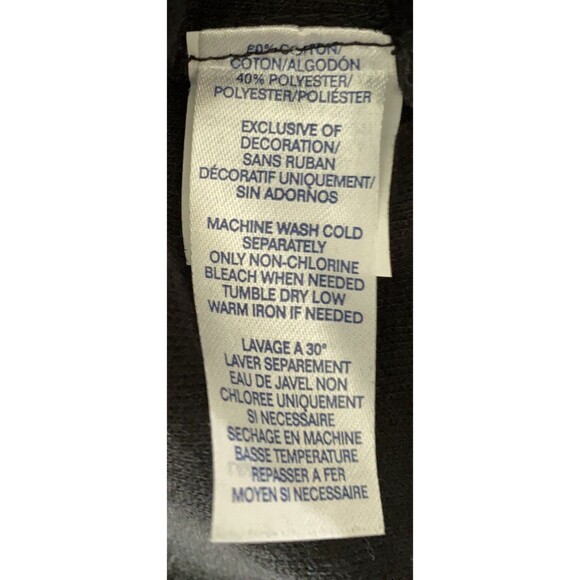 60% COTTON/
COTON/ALGODÓN
40% POLYESTER/
POLYESTER/POLIÉSTER
EXCLUSIVE OF
DECORATION/
SANS RUBAN
DÉCORATIF UNIQUEMENT/
SIN ADORNOS
MACHINE WASH COLD
SEPARATELY
ONLY NON-CHLORINE
BLEACH WHEN NEEDED
TUMBLE DRY LOW
WARM IRON IF NEEDED
LAVAGE A 30°
LAVER SEPAREMENT
EAU DE JAVEL NON
CHLOREE UNIQUEMENT
SI NECESSAIRE
SECHAGE EN MACHINE
BASSE TEMPERATURE
REPASSER A FER
MOYEN SI NECESSAIRE